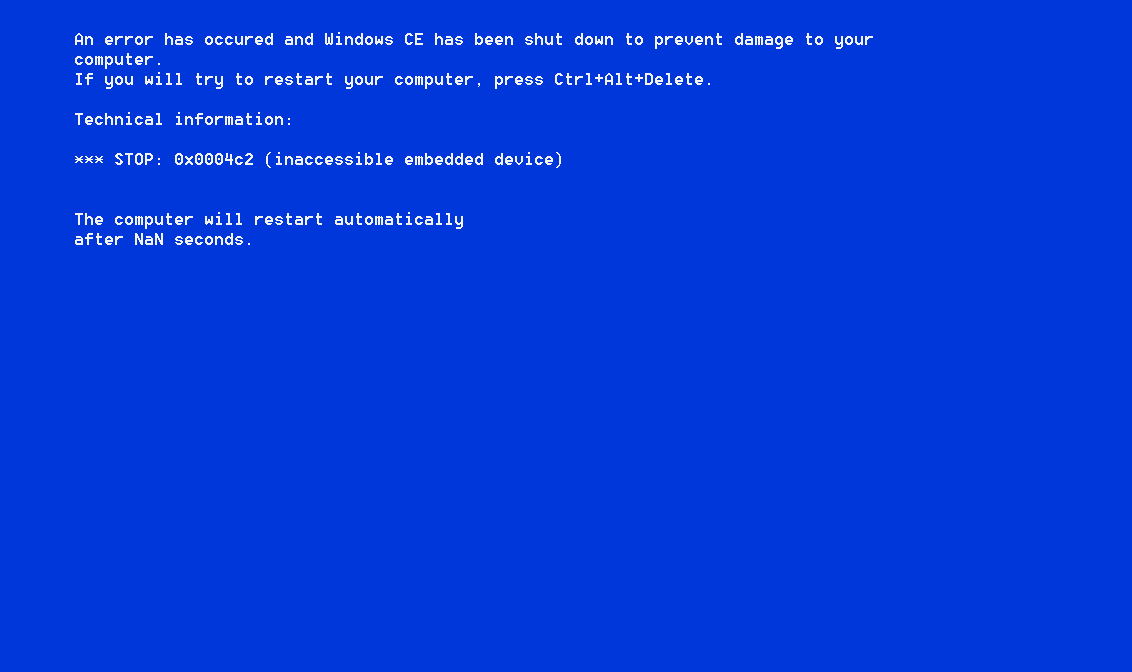 An error has occured and Windows CE has been shut down to prevent damage to your
computer.
If you will try to restart your computer, press Ctrl+Alt+Delete.
Technical information:
*** STOP: 0x0004c2 (inaccessible embedded device)
The computer will restart automatically
after NaN seconds.